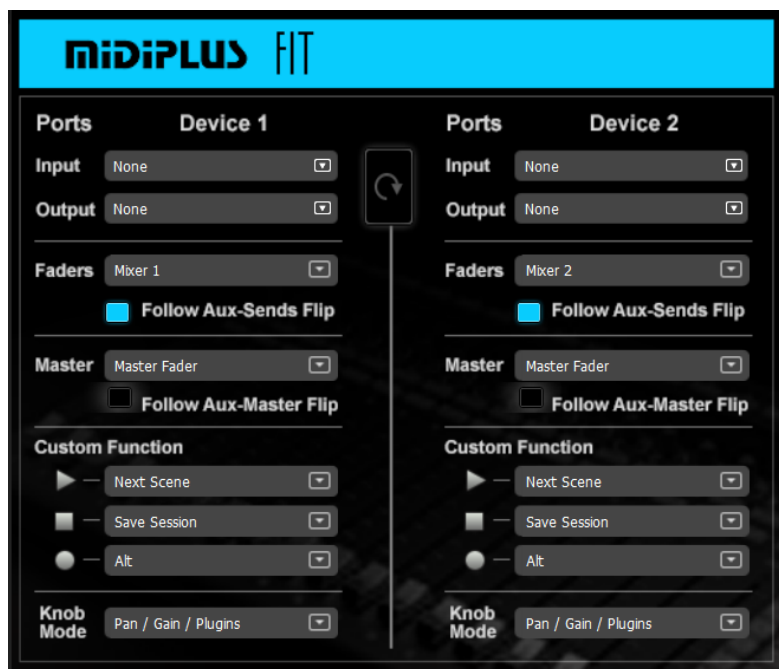 miDiPLUS FIT
Ports Device 1
Input None
Output None
Faders Mixer 1
Follow Aux-Sends Flip
Master Master Fader
Follow Aux-Master Flip
Custom Function
Next Scene
Save Session
Alt
Knob Mode Pan / Gain / Plugins
Ports Device 2
Input None
Output None
Faders Mixer 2
Follow Aux-Sends Flip
Master Master Fader
Follow Aux-Master Flip
Custom Function
Next Scene
Save Session
Alt
Knob Mode Pan / Gain / Plugins